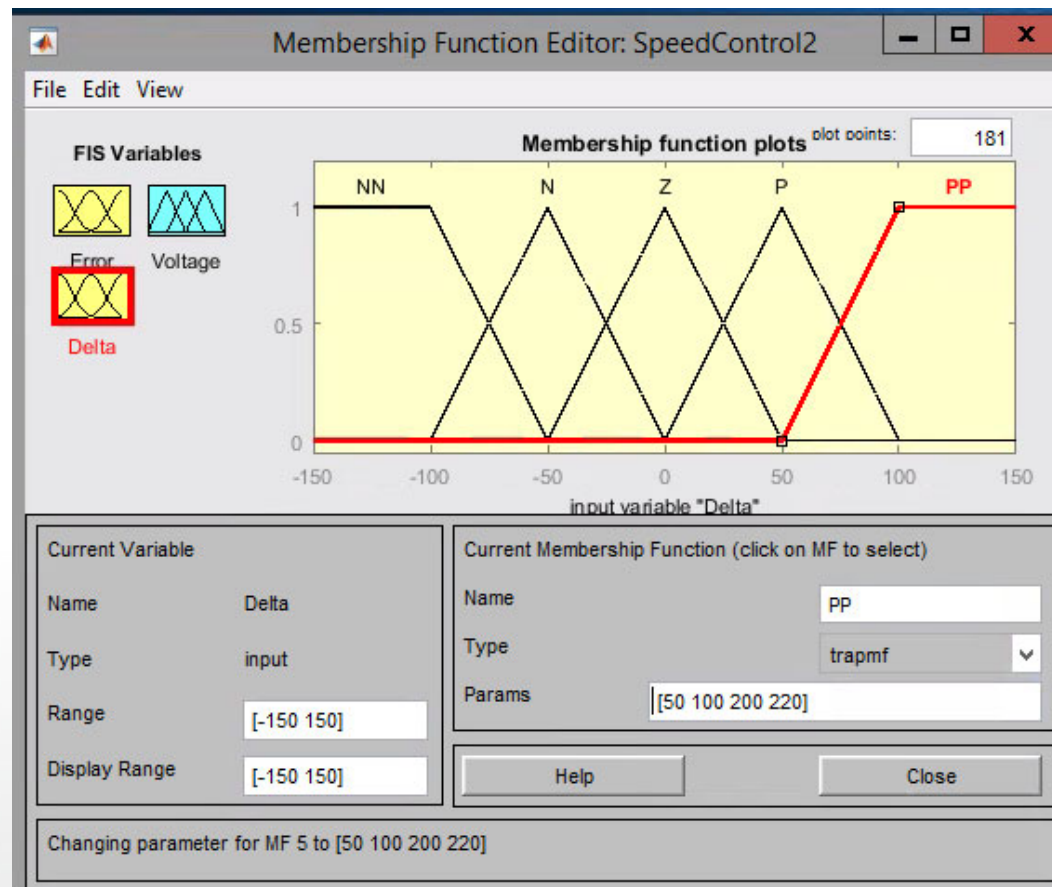 Membership Function Editor: SpeedControl2
File Edit View
FIS Variables
Error
Voltage
Delta
Membership function plots
plot points:
181
NN N Z P PP
1
0.5
0
-150 -100 -50 0 50 100 150
input variable "Delta"
Current Variable
Name Delta
Type input
Range [-150 150]
Display Range [-150 150]
Current Membership Function (click on MF to select)
Name PP
Type trapmf
Params [50 100 200 220]
Help Close
Changing parameter for MF 5 to [50 100 200 220]